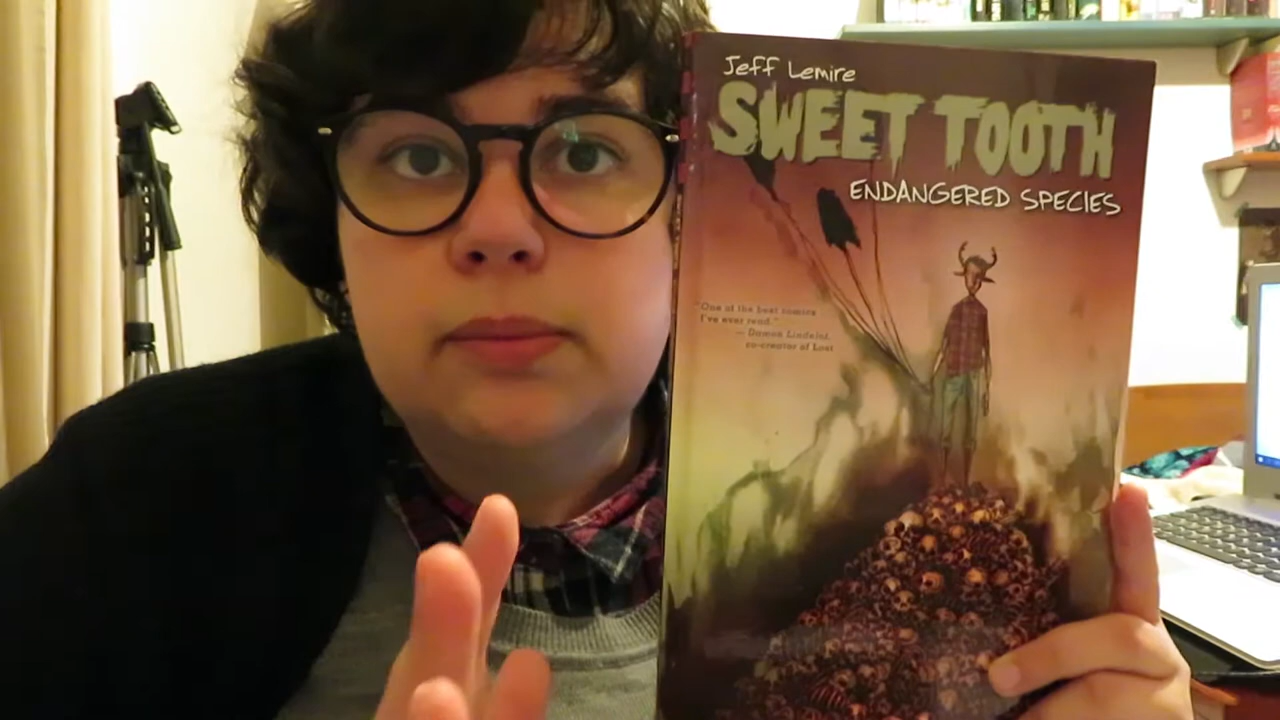 Jeff Lemire
SWEET TOOTH
ENDANGERED SPECIES
"One of the best comics
I've ever read."
— Damon Lindelof,
co-creator of Lost